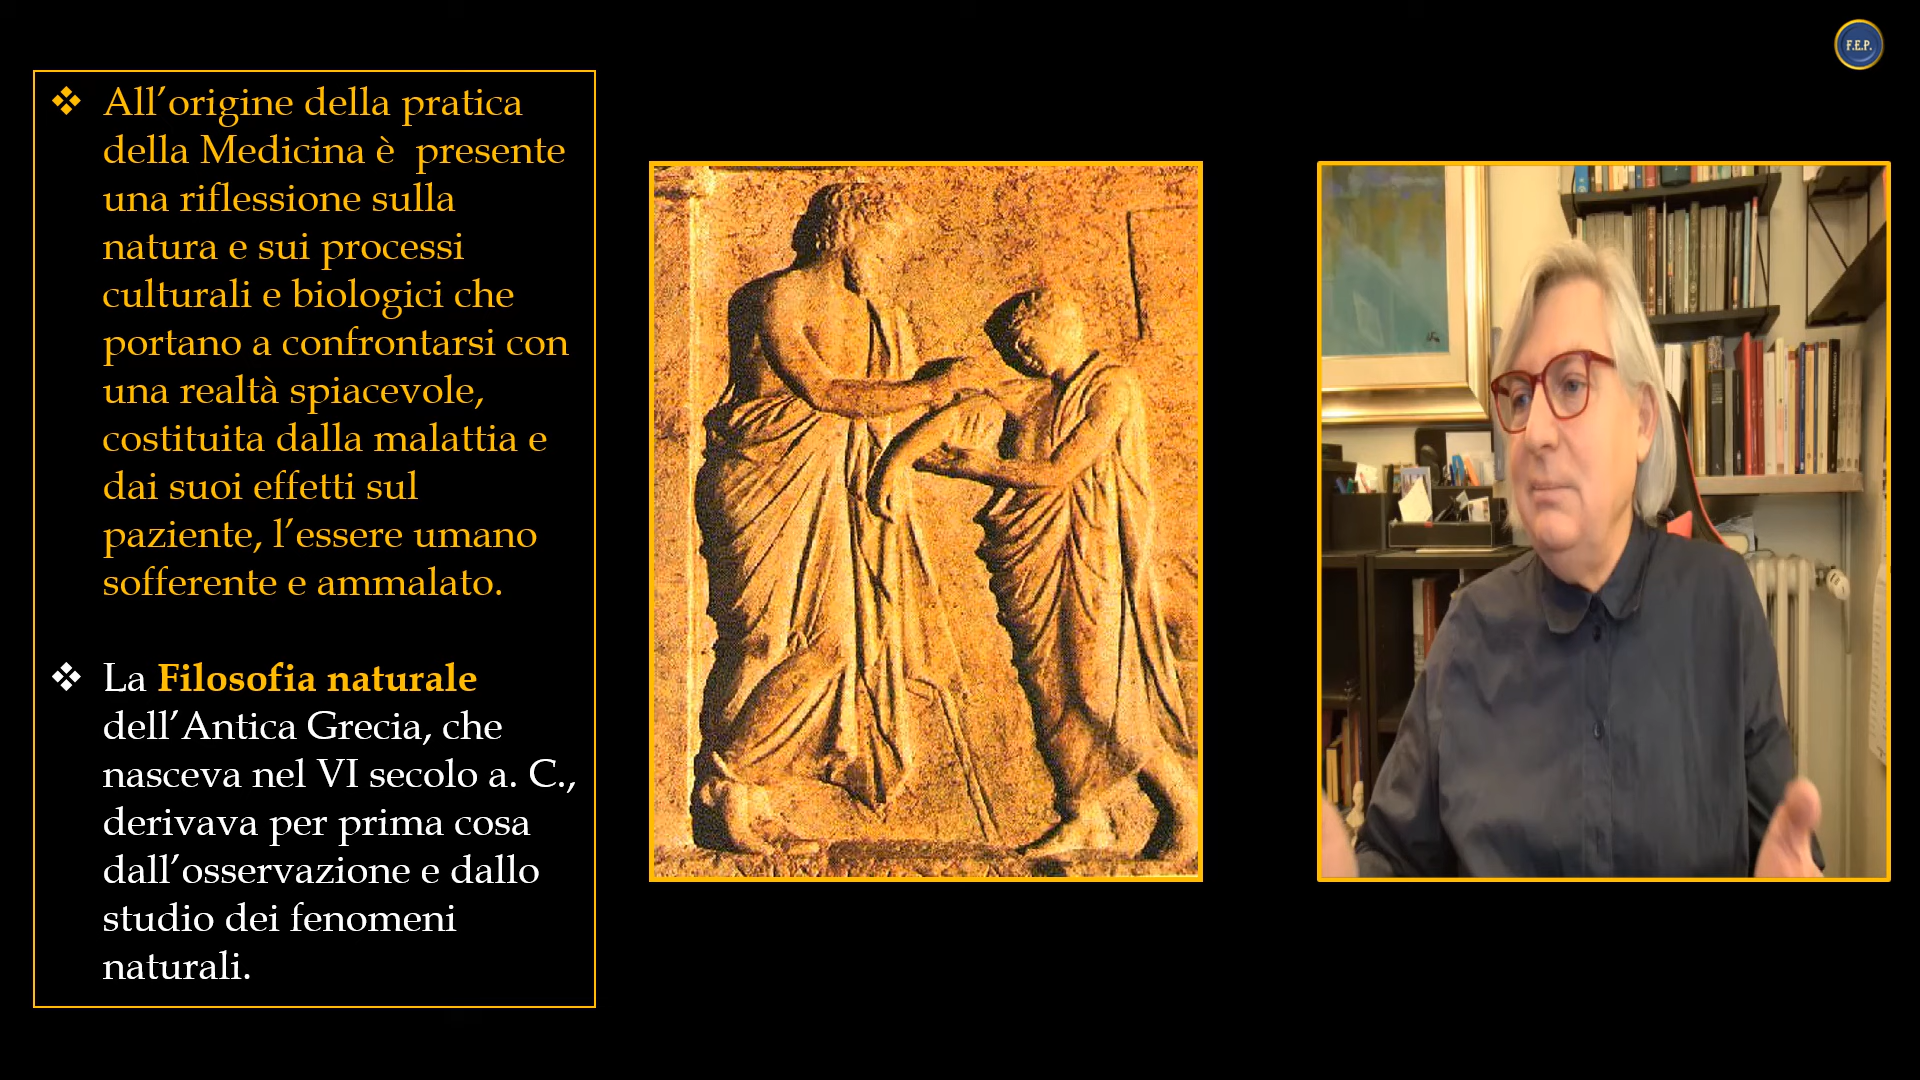 F.E.P.
❖ All’origine della pratica
della Medicina è  presente
una riflessione sulla
natura e sui processi
culturali e biologici che
portano a confrontarsi con
una realtà spiacevole,
costituita dalla malattia e
dai suoi effetti sul
paziente, l’essere umano
sofferente e ammalato.
❖ La Filosofia naturale
dell’Antica Grecia, che
nasceva nel VI secolo a. C.,
derivava per prima cosa
dall’osservazione e dallo
studio dei fenomeni
naturali.